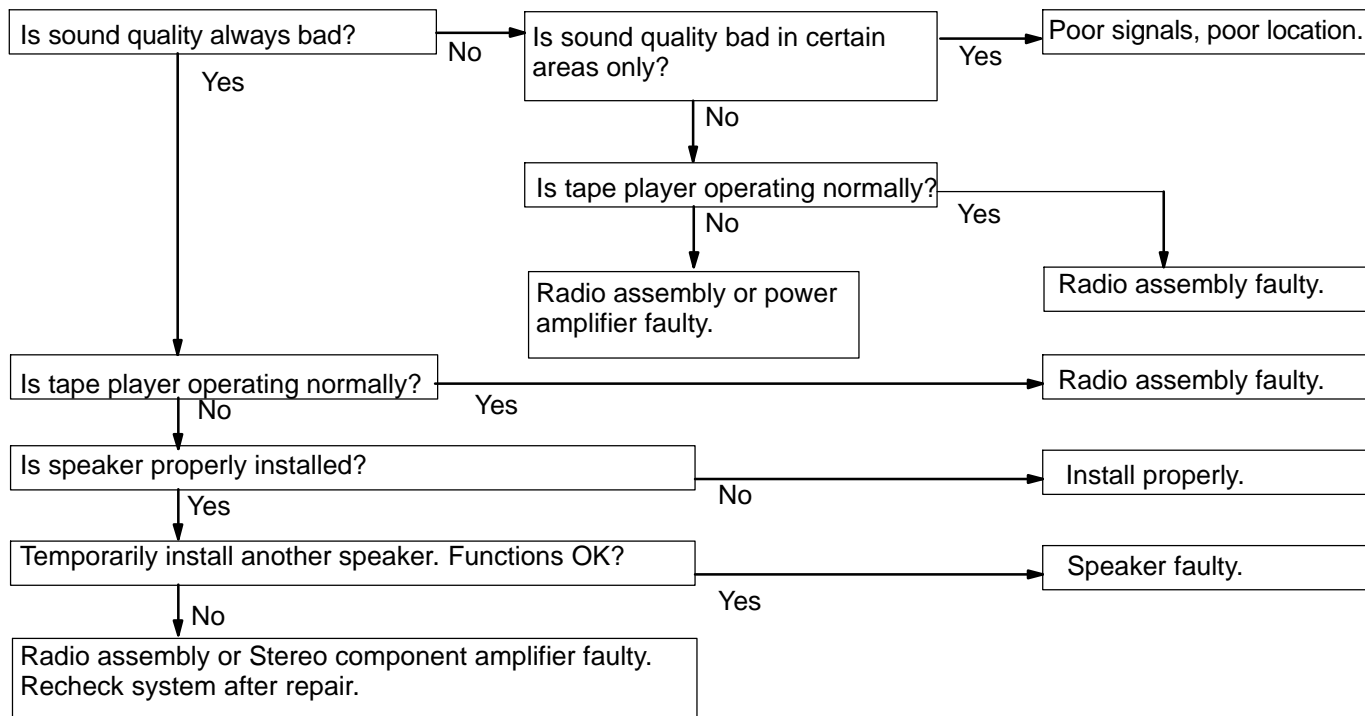 Is sound quality always bad?
No
Is sound quality bad in certain
areas only?
Yes
Poor signals, poor location.
Yes
No
Is tape player operating normally?
Yes
No
Radio assembly or power
amplifier faulty.
Radio assembly faulty.
Is tape player operating normally?
Yes
Radio assembly faulty.
No
Is speaker properly installed?
No
Install properly.
Yes
Temporarily install another speaker. Functions OK?
Yes
Speaker faulty.
No
Radio assembly or Stereo component amplifier faulty.
Recheck system after repair.